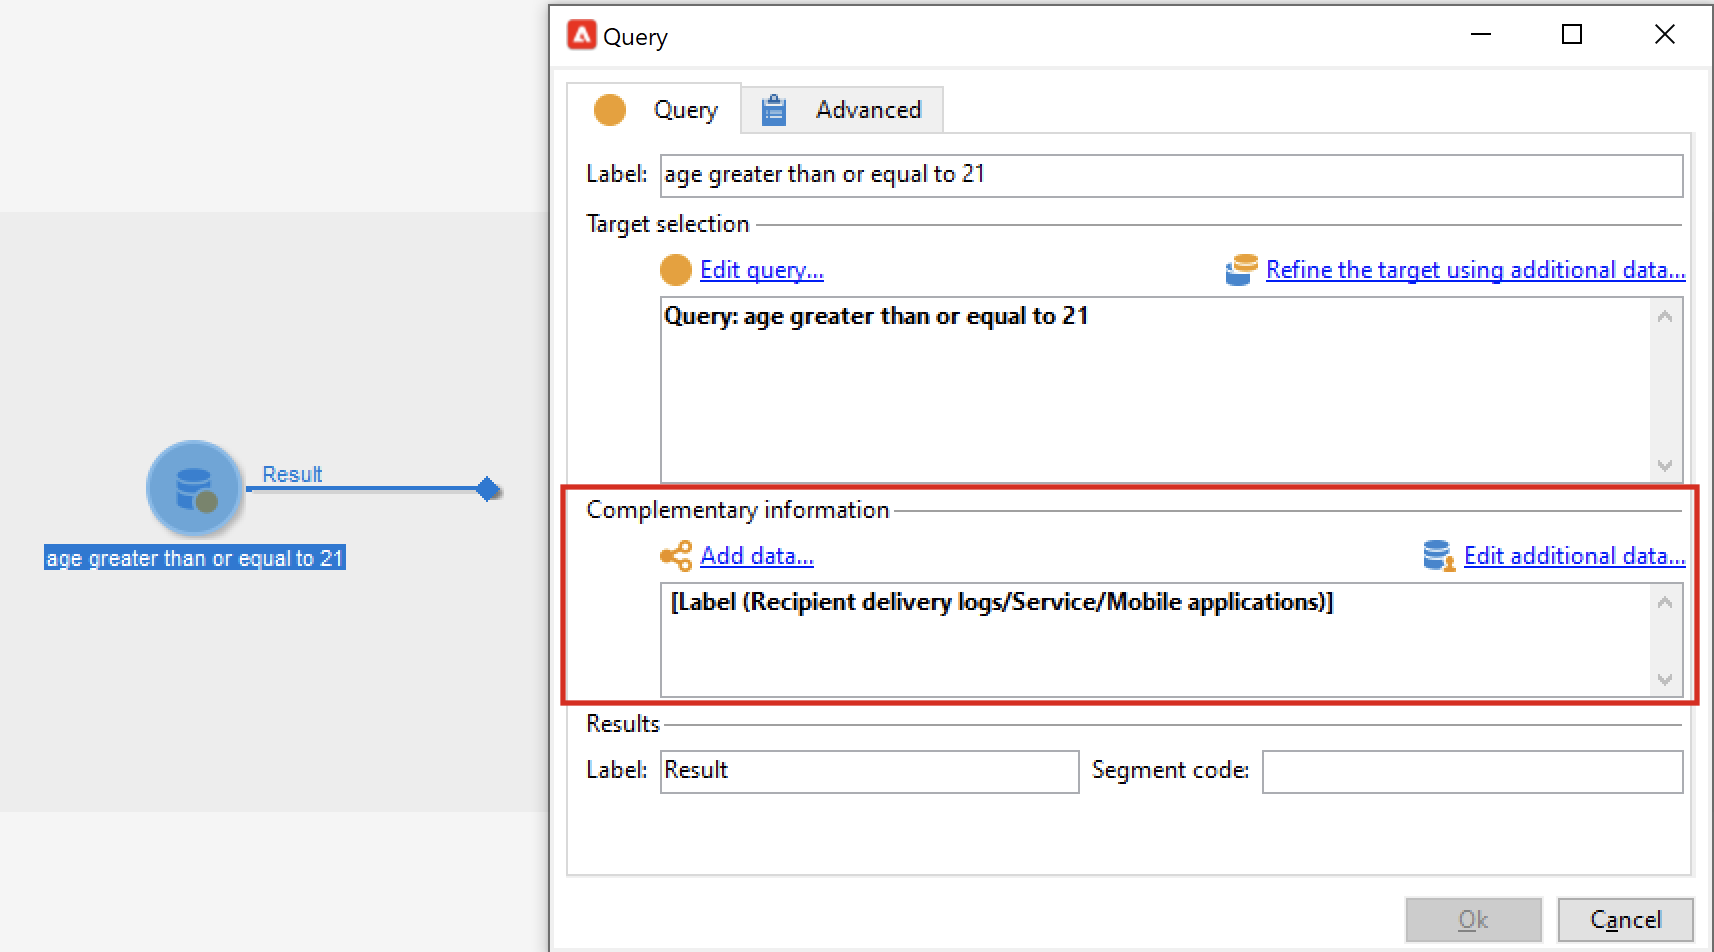 Query
Query
Advanced
Label: age greater than or equal to 21
Target selection
Edit query... Refine the target using additional data...
Query: age greater than or equal to 21
Result
age greater than or equal to 21
Complementary information
Add data... Edit additional data...
[Label (Recipient delivery logs/Service/Mobile applications)]
Results
Label: Result Segment code:
Ok Cancel